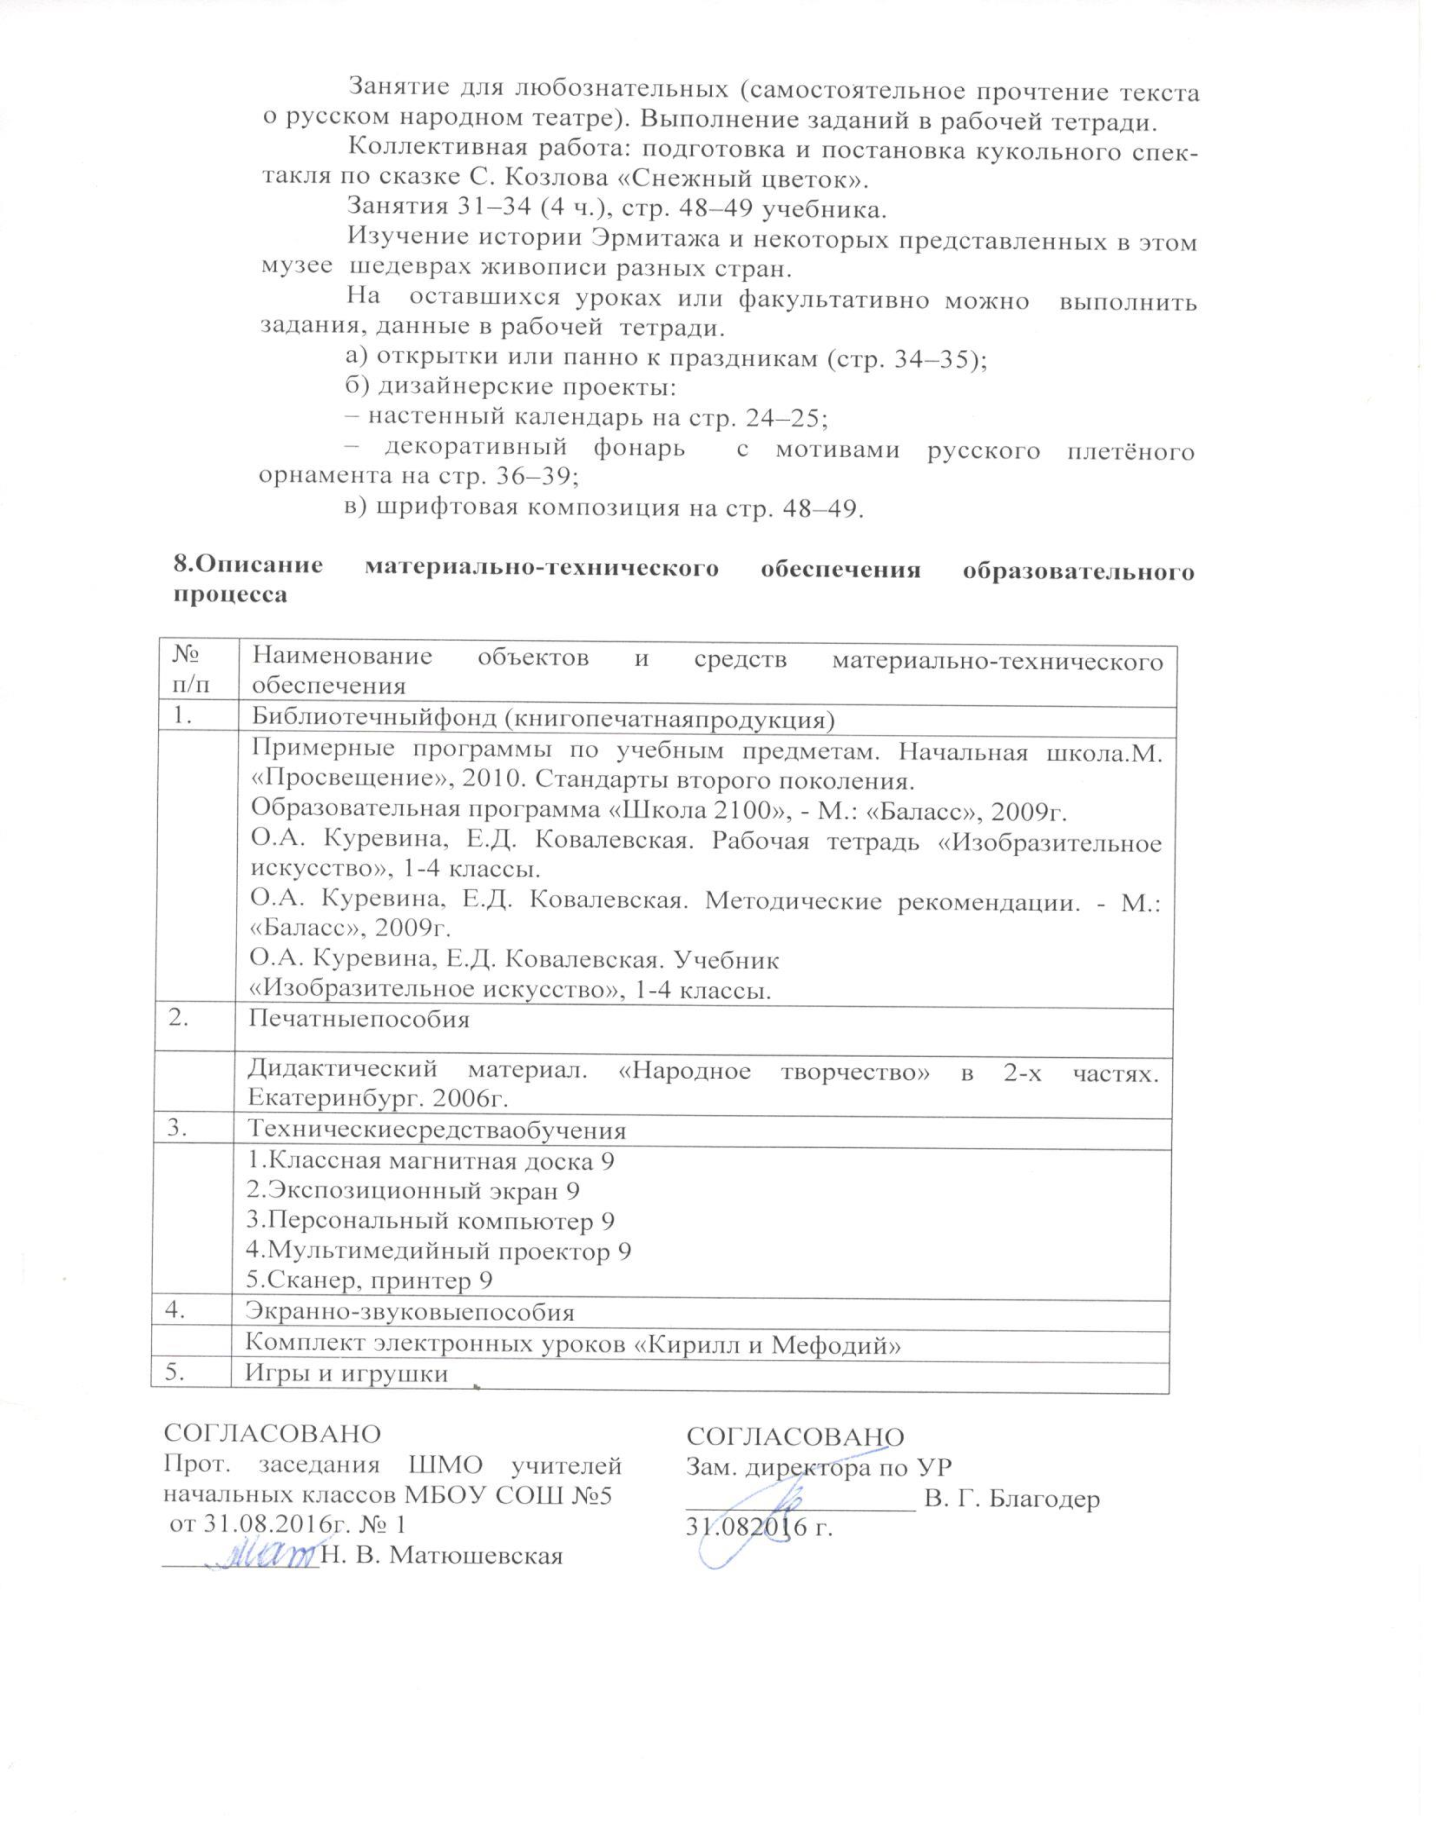 Занятие для любознательных (самостоятельное прочтение текста
о русском народном театре). Выполнение заданий в рабочей тетради.
Коллективная работа: подготовка и постановка кукольного спек-
такля по сказке С. Козлова «Снежный цветок».
Занятия 31–34 (4 ч.), стр. 48–49 учебника.
Изучение истории Эрмитажа и некоторых представленных в этом
музее шедеврах живописи разных стран.
На оставшихся уроках или факультативно можно выполнить
задания, данные в рабочей тетради.
а) открытки или панно к праздникам (стр. 34–35);
б) дизайнерские проекты:
– настенный календарь на стр. 24–25;
– декоративный фонарь с мотивами русского плетёного
орнамента на стр. 36–39;
в) шрифтовая композиция на стр. 48–49.
8.Описание материально-технического обеспечения образовательного
процесса
№ п/п
Наименование объектов и средств материально-технического
обеспечения
1. Библиотечныйфонд (книгопечатнаяпродукция)
Примерные программы по учебным предметам. Начальная школа.М.
«Просвещение», 2010. Стандарты второго поколения.
Образовательная программа «Школа 2100», - М.: «Баласс», 2009г.
О.А. Куревина, Е.Д. Ковалевская. Рабочая тетрадь «Изобразительное
искусство», 1-4 классы.
О.А. Куревина, Е.Д. Ковалевская. Методические рекомендации. - М.:
«Баласс», 2009г.
О.А. Куревина, Е.Д. Ковалевская. Учебник
«Изобразительное искусство», 1-4 классы.
2. Печатныепособия
Дидактический материал. «Народное творчество» в 2-х частях.
Екатеринбург. 2006г.
3. Техническиесредстваобучения
1.Классная магнитная доска 9
2.Экспозиционный экран 9
3.Персональный компьютер 9
4.Мультимедийный проектор 9
5.Сканер, принтер 9
4. Экранно-звуковыепособия
Комплект электронных уроков «Кирилл и Мефодий»
5. Игры и игрушки
СОГЛАСОВАНО
Прот. заседания ШМО учителей
начальных классов МБОУ СОШ №5
от 31.08.2016г. № 1
____________Н. В. Матюшевская
СОГЛАСОВАНО
Зам. директора по УР
_________________ В. Г. Благодер
31.082016 г.